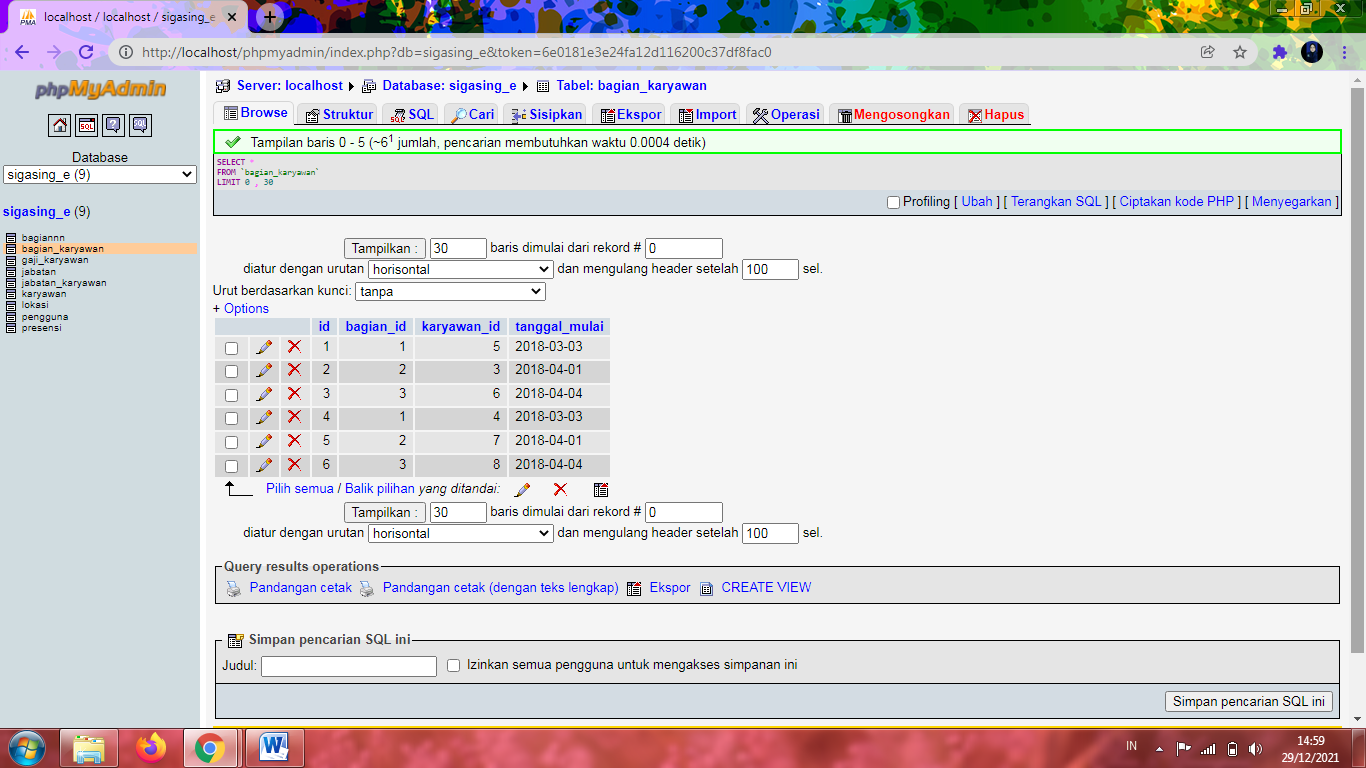 localhost / localhost / sigasing_e
http://localhost/phpmyadmin/index.php?db=sigasing_e&token=6e0181e3e24fa12d116200c37df8fac0
phpMyAdmin
Database
sigasing_e (9)
sigasing_e (9)
bagiannn
bagian_karyawan
gaji_karyawan
jabatan
jabatan_karyawan
karyawan
lokasi
pengguna
presensi
Server: localhost Database: sigasing_e Tabel: bagian_karyawan
Browse Struktur SQL Cari Sisipkan Ekspor Import Operasi Mengosongkan Hapus
Tampilan baris 0 - 5 (~6¹ jumlah, pencarian membutuhkan waktu 0.0004 detik)
SELECT *
FROM `bagian_karyawan`
LIMIT 0 , 30
Profiling [ Ubah ] [ Terangkan SQL ] [ Ciptakan kode PHP ] [ Menyegarkan ]
Tampilkan : 30 baris dimulai dari rekord # 0
diatur dengan urutan horisontal dan mengulang header setelah 100 sel.
Urut berdasarkan kunci: tanpa
+ Options
id bagian_id karyawan_id tanggal_mulai
1 1 5 2018-03-03
2 2 3 2018-04-01
3 3 6 2018-04-04
4 1 4 2018-03-03
5 2 7 2018-04-01
6 3 8 2018-04-04
Pilih semua / Balik pilihan yang ditandai:
Tampilkan : 30 baris dimulai dari rekord # 0
diatur dengan urutan horisontal dan mengulang header setelah 100 sel.
Query results operations
Pandangan cetak Pandangan cetak (dengan teks lengkap) Ekspor CREATE VIEW
Simpan pencarian SQL ini
Judul: Izinkan semua pengguna untuk mengakses simpanan ini
Simpan pencarian SQL ini
IN
14:59
29/12/2021